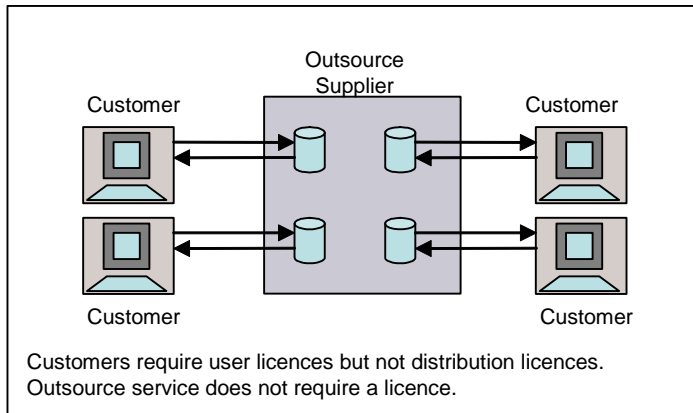 Outsource
Supplier
Customer
Customer
Customer
Customer
Customers require user licences but not distribution licences.
Outsource service does not require a licence.